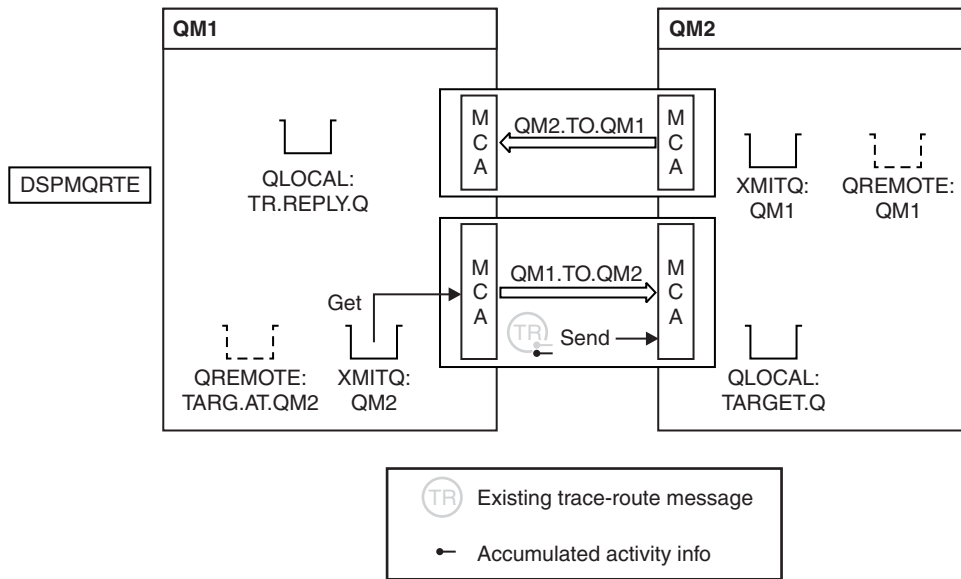 QM1
QM2
M
C
A
QM2.TO.QM1
M
C
A
DSPMQRTE
QLOCAL:
TR.REPLY.Q
XMITQ:
QM1
QREMOTE:
QM1
M
C
A
QM1.TO.QM2
M
C
A
Get
TR
Send
QREMOTE:
TARG.AT.QM2
XMITQ:
QM2
QLOCAL:
TARGET.Q
TR Existing trace-route message
Accumulated activity info